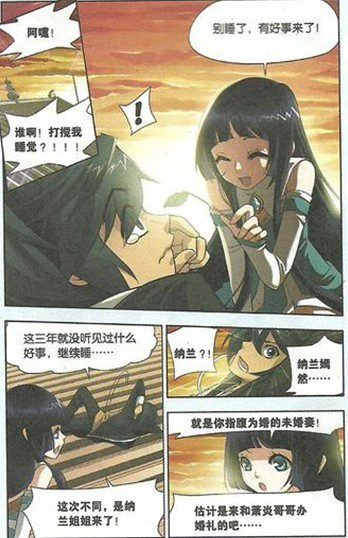 阿嚏！
谁啊！打搅我
睡觉？！！！
别睡了，有好事来了！
！
这三年就没听见过什么
好事，继续睡……
这次不同，是纳
兰姐姐来了！
纳兰？！
纳兰嫣
然……
就是你指腹为婚的未婚妻！
估计是来和萧炎哥哥办
婚礼的吧……